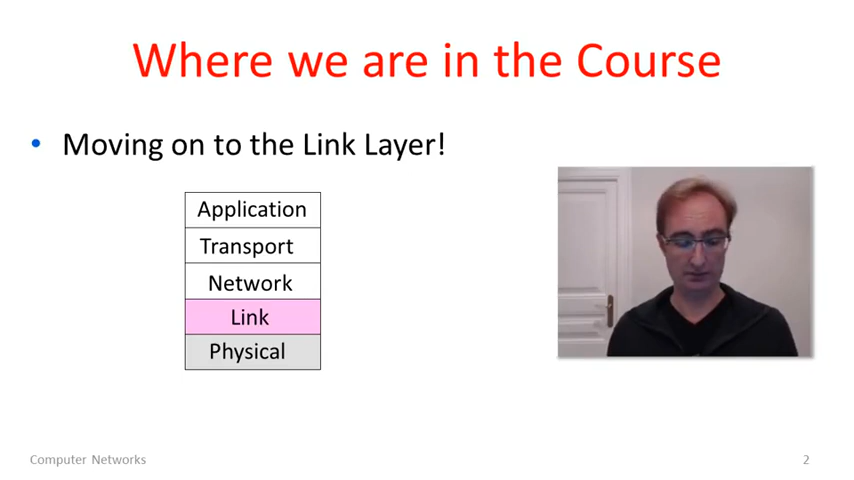 Where we are in the Course
• Moving on to the Link Layer!
Application
Transport
Network
Link
Physical
Computer Networks
2